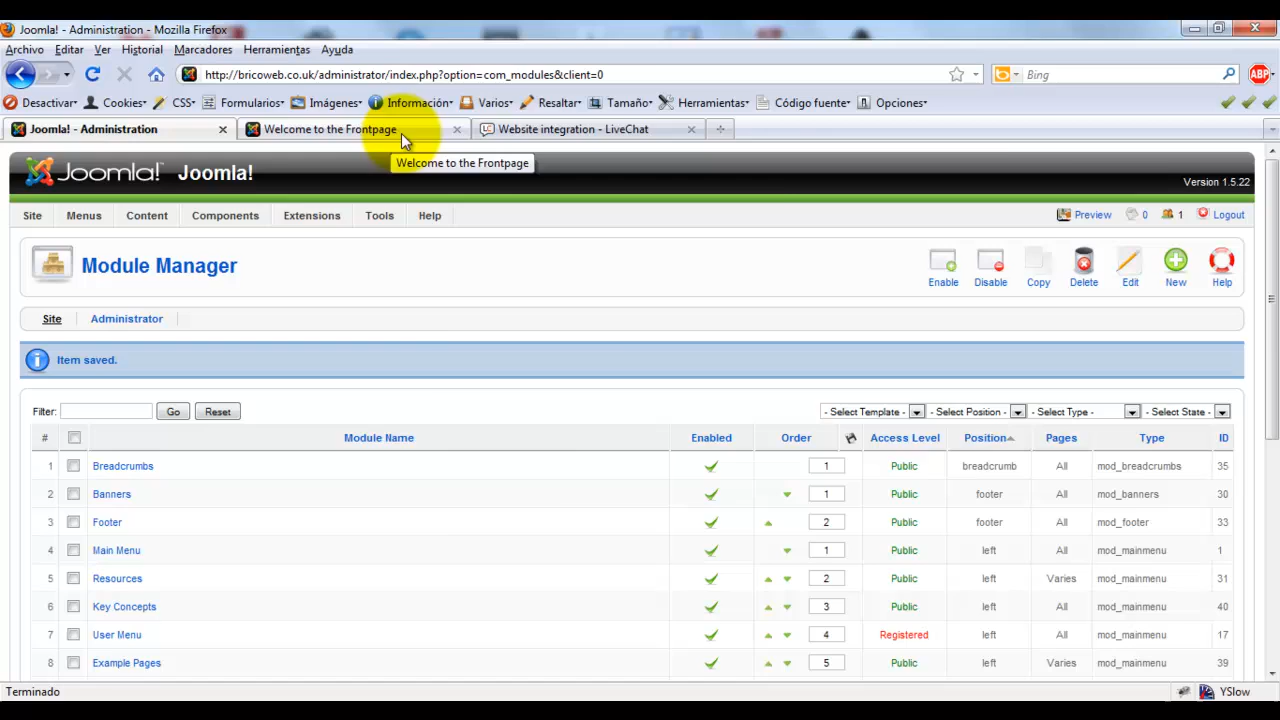 Joomla! - Administration - Mozilla Firefox
Archivo Editar Ver Historial Marcadores Herramientas Ayuda
http://bricoweb.co.uk/administrator/index.php?option=com_modules&client=0 Bing ABP
Desactivar Cookies CSS Formularios Imágenes Información Varios Resaltar Tamaño Herramientas Código fuente Opciones
Joomla! - Administration Welcome to the Frontpage Website integration - LiveChat
Welcome to the Frontpage
Joomla! Joomla!
Version 1.5.22
Site Menus Content Components Extensions Tools Help Preview 0 1 Logout
Module Manager
Enable Disable Copy Delete Edit New Help
Site Administrator
Item saved.
Filter: Go Reset - Select Template - - Select Position - - Select Type - - Select State -
# Module Name Enabled Order Access Level Position Pages Type ID
1 Breadcrumbs 1 Public breadcrumb All mod_breadcrumbs 35
2 Banners 1 Public footer All mod_banners 30
3 Footer 2 Public footer All mod_footer 33
4 Main Menu 1 Public left All mod_mainmenu 1
5 Resources 2 Public left Varies mod_mainmenu 31
6 Key Concepts 3 Public left All mod_mainmenu 40
7 User Menu 4 Registered left All mod_mainmenu 17
8 Example Pages 5 Public left Varies mod_mainmenu 39
Terminado YSlow